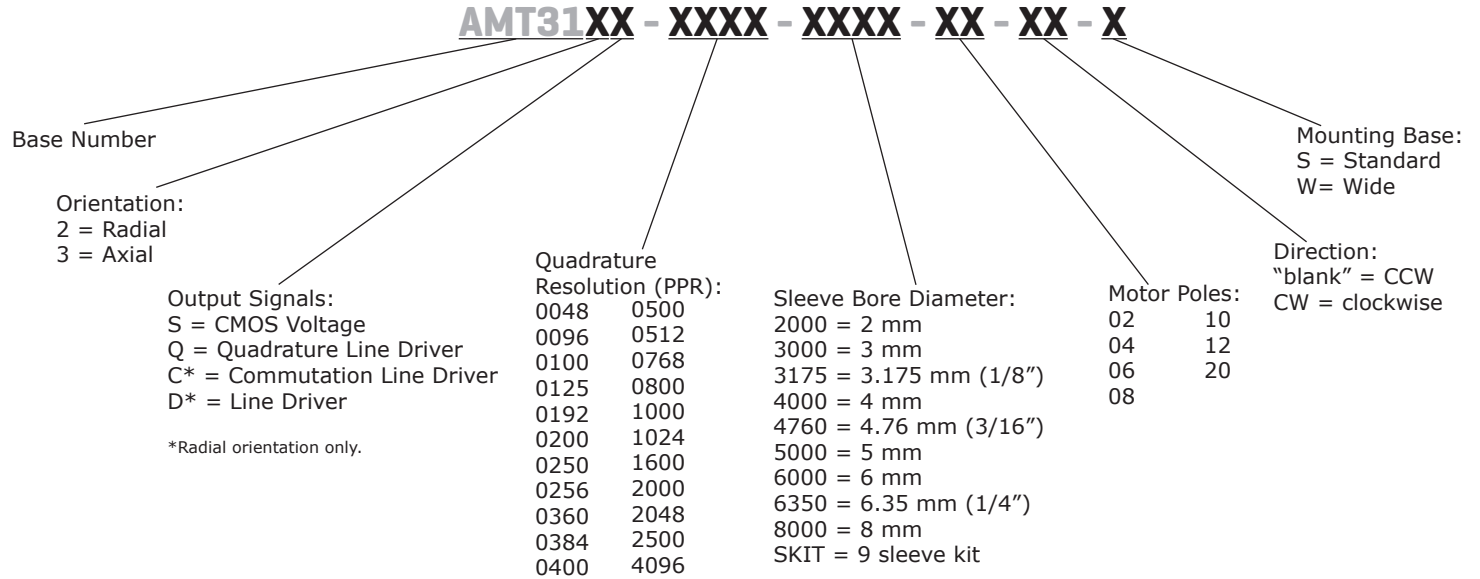 AMT31XX - XXXX - XXXX - XX - XX - X
Base Number
Orientation:
2 = Radial
3 = Axial
Output Signals:
S = CMOS Voltage
Q = Quadrature Line Driver
C* = Commutation Line Driver
D* = Line Driver
*Radial orientation only.
Quadrature
Resolution (PPR):
0048 0500
0096 0512
0100 0768
0125 0800
0192 1000
0200 1024
0250 1600
0256 2000
0360 2048
0384 2500
0400 4096
Sleeve Bore Diameter:
2000 = 2 mm
3000 = 3 mm
3175 = 3.175 mm (1/8”)
4000 = 4 mm
4760 = 4.76 mm (3/16”)
5000 = 5 mm
6000 = 6 mm
6350 = 6.35 mm (1/4”)
8000 = 8 mm
SKIT = 9 sleeve kit
Motor Poles:
02 10
04 12
06 20
08
Direction:
“blank” = CCW
CW = clockwise
Mounting Base:
S = Standard
W= Wide